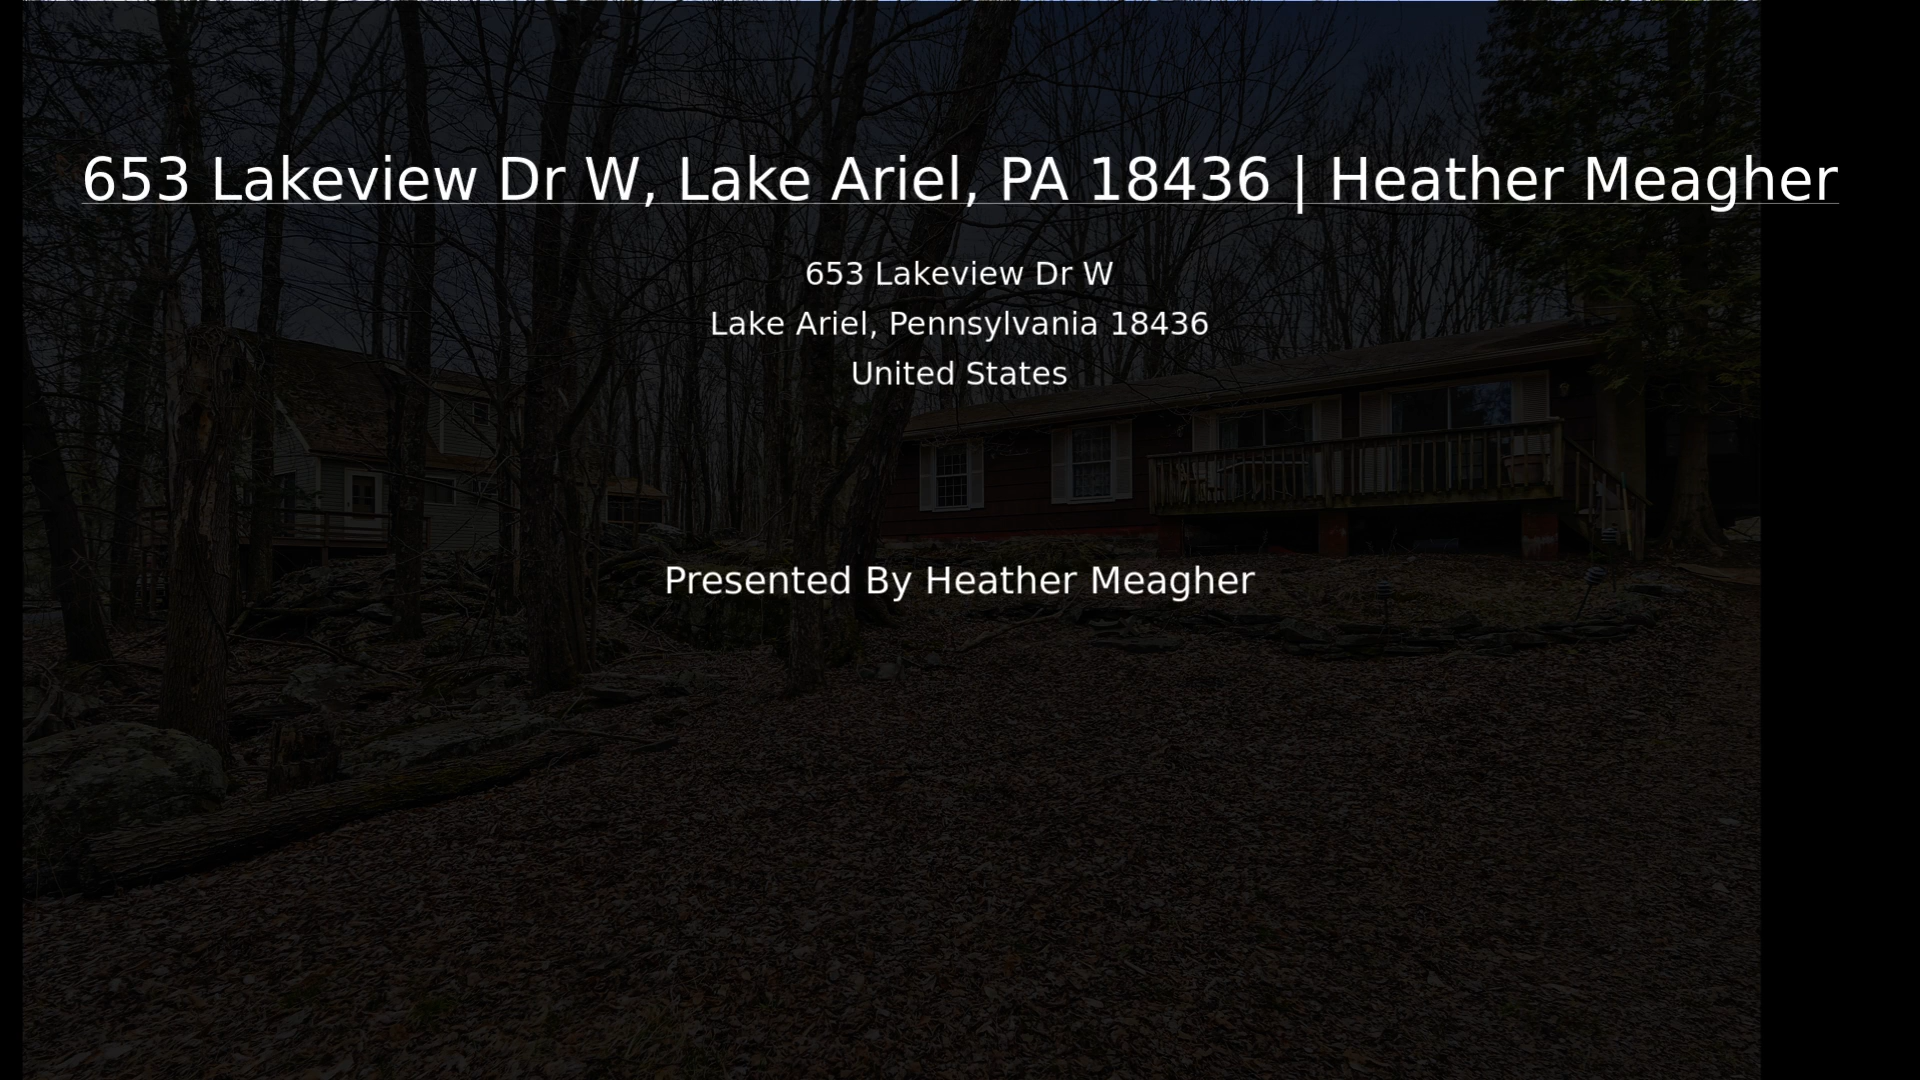 653 Lakeview Dr W, Lake Ariel, PA 18436 | Heather Meagher
653 Lakeview Dr W
Lake Ariel, Pennsylvania 18436
United States
Presented By Heather Meagher